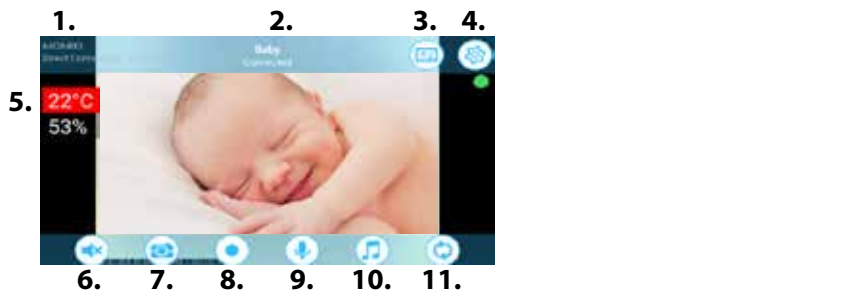 1. 2. 3. 4.
Baby
Connected
5. 22°C
53%
6. 7. 8. 9. 10. 11.